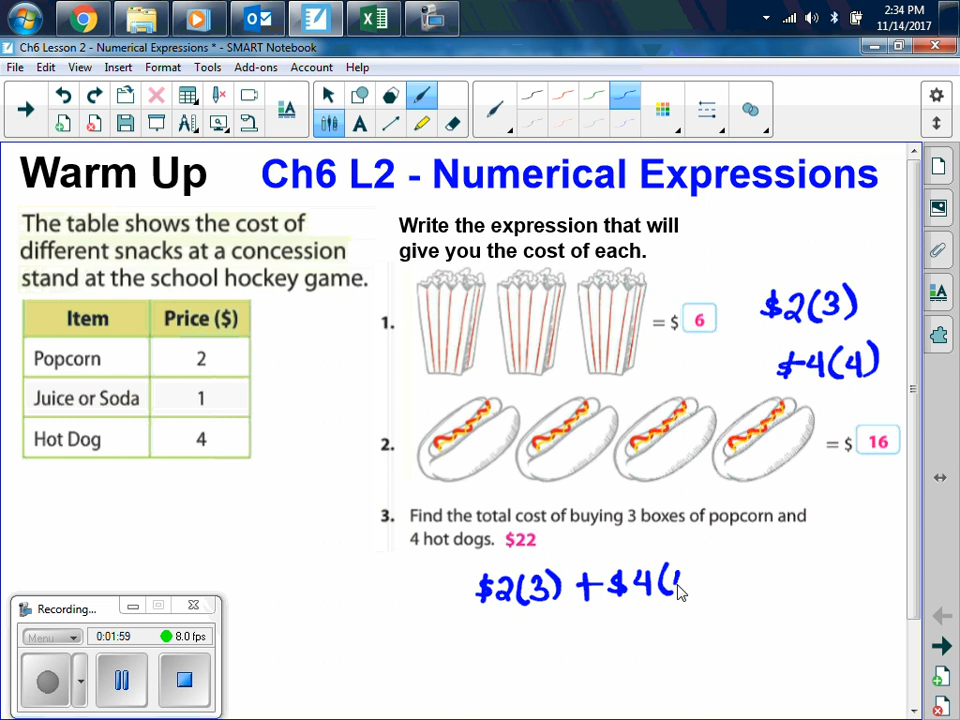 2:34 PM
11/14/2017
Ch6 Lesson 2 - Numerical Expressions * - SMART Notebook
File Edit View Insert Format Tools Add-ons Account Help
Warm Up
Ch6 L2 - Numerical Expressions
The table shows the cost of
different snacks at a concession
stand at the school hockey game.
Item Price ($)
Popcorn 2
Juice or Soda 1
Hot Dog 4
Write the expression that will
give you the cost of each.
1. = $ 6
$2(3)
$4(4)
2. = $ 16
3. Find the total cost of buying 3 boxes of popcorn and
4 hot dogs. $22
$2(3) + $4(
Recording...
Menu 0:01:59 8.0 fps